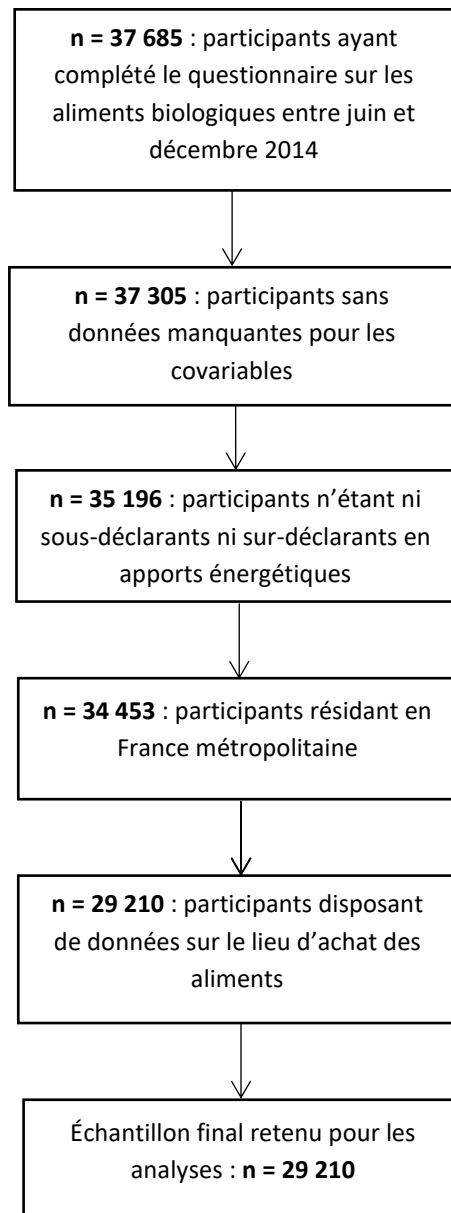 n = 37 685 : participants ayant
complété le questionnaire sur les
aliments biologiques entre juin et
décembre 2014
n = 37 305 : participants sans
données manquantes pour les
covariables
n = 35 196 : participants n’étant ni
sous-déclarants ni sur-déclarants en
apports énergétiques
n = 34 453 : participants résidant en
France métropolitaine
n = 29 210 : participants disposant
de données sur le lieu d’achat des
aliments
Échantillon final retenu pour les
analyses : n = 29 210